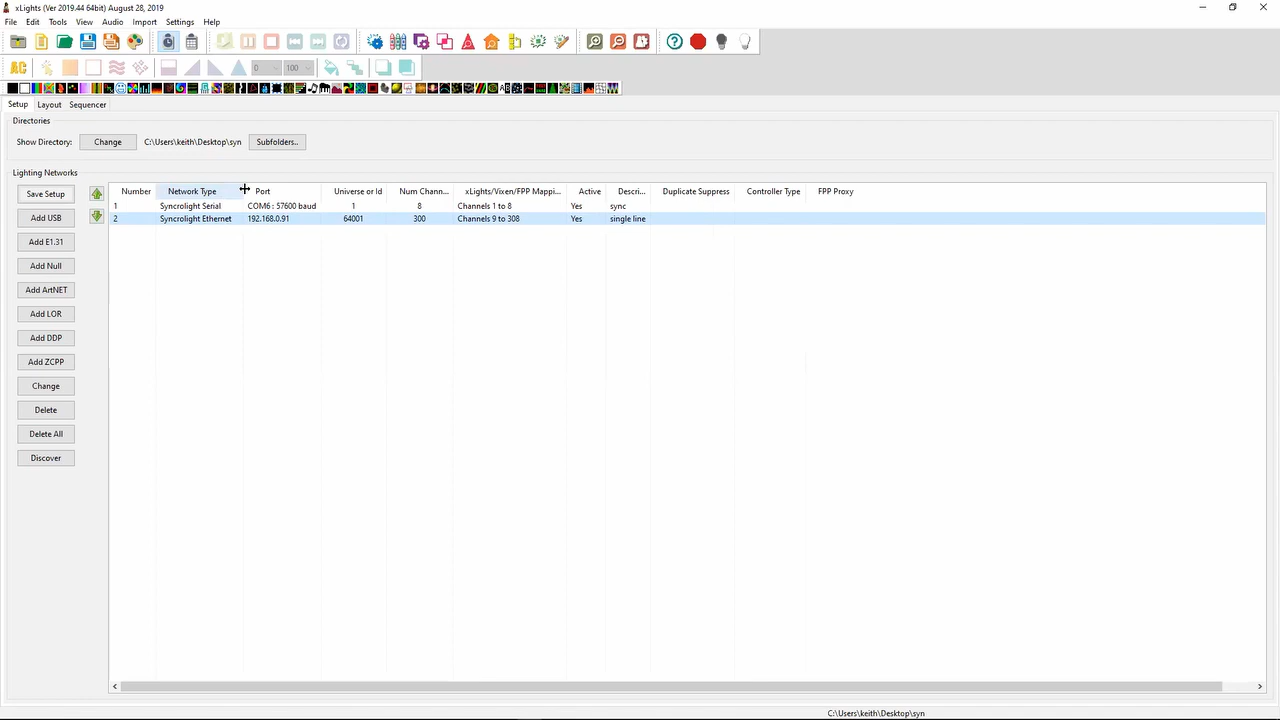 xLights (Ver 2019.44 64bit) August 28, 2019
File Edit Tools View Audio Import Settings Help
AC 0 100
Setup Layout Sequencer
Directories
Show Directory: Change C:\Users\keith\Desktop\syn Subfolders..
Lighting Networks
Save Setup
Add USB
Add E1.31
Add Null
Add ArtNET
Add LOR
Add DDP
Add ZCPP
Change
Delete
Delete All
Discover
Number Network Type Port Universe or Id Num Chann... xLights/Vixen/FPP Mappi... Active Descri... Duplicate Suppress Controller Type FPP Proxy
1 Syncrolight Serial COM6 : 57600 baud 1 8 Channels 1 to 8 Yes sync
2 Syncrolight Ethernet 192.168.0.91 64001 300 Channels 9 to 308 Yes single line
C:\Users\keith\Desktop\syn